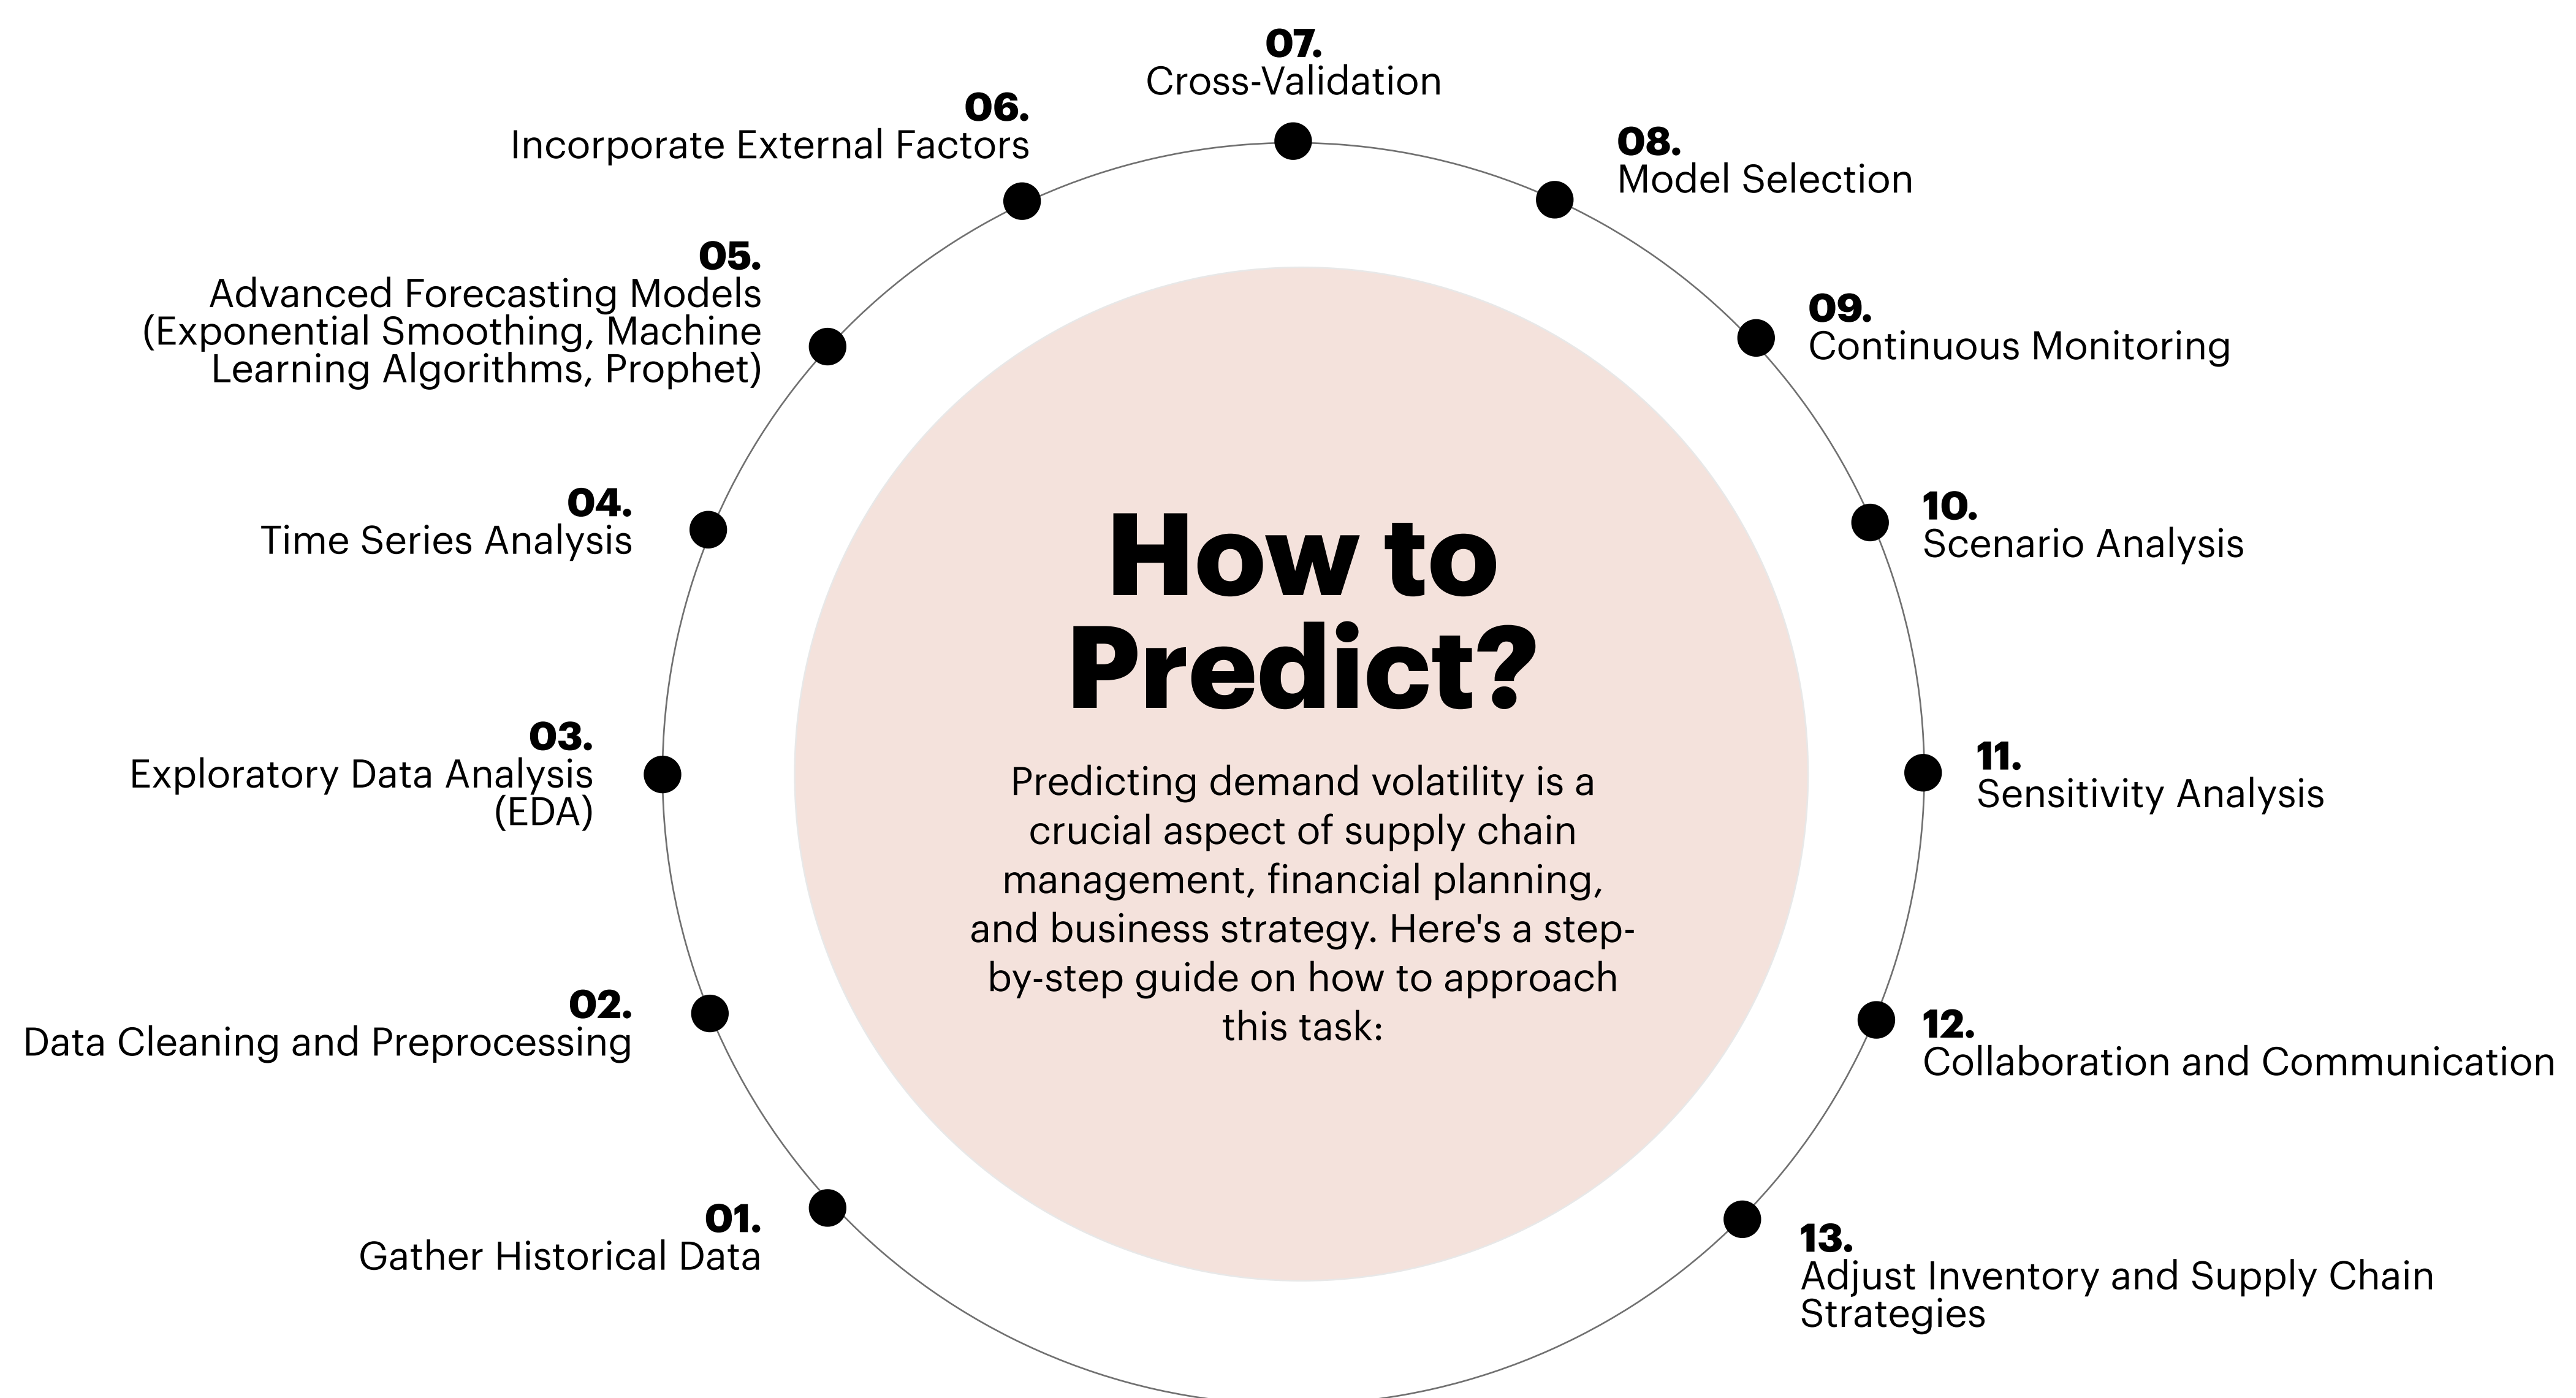 How to
Predict?
Predicting demand volatility is a
crucial aspect of supply chain
management, financial planning,
and business strategy. Here's a step-
by-step guide on how to approach
this task:
01.
Gather Historical Data
02.
Data Cleaning and Preprocessing
03.
Exploratory Data Analysis
(EDA)
04.
Time Series Analysis
05.
Advanced Forecasting Models
(Exponential Smoothing, Machine
Learning Algorithms, Prophet)
06.
Incorporate External Factors
07.
Cross-Validation
08.
Model Selection
09.
Continuous Monitoring
10.
Scenario Analysis
11.
Sensitivity Analysis
12.
Collaboration and Communication
13.
Adjust Inventory and Supply Chain
Strategies